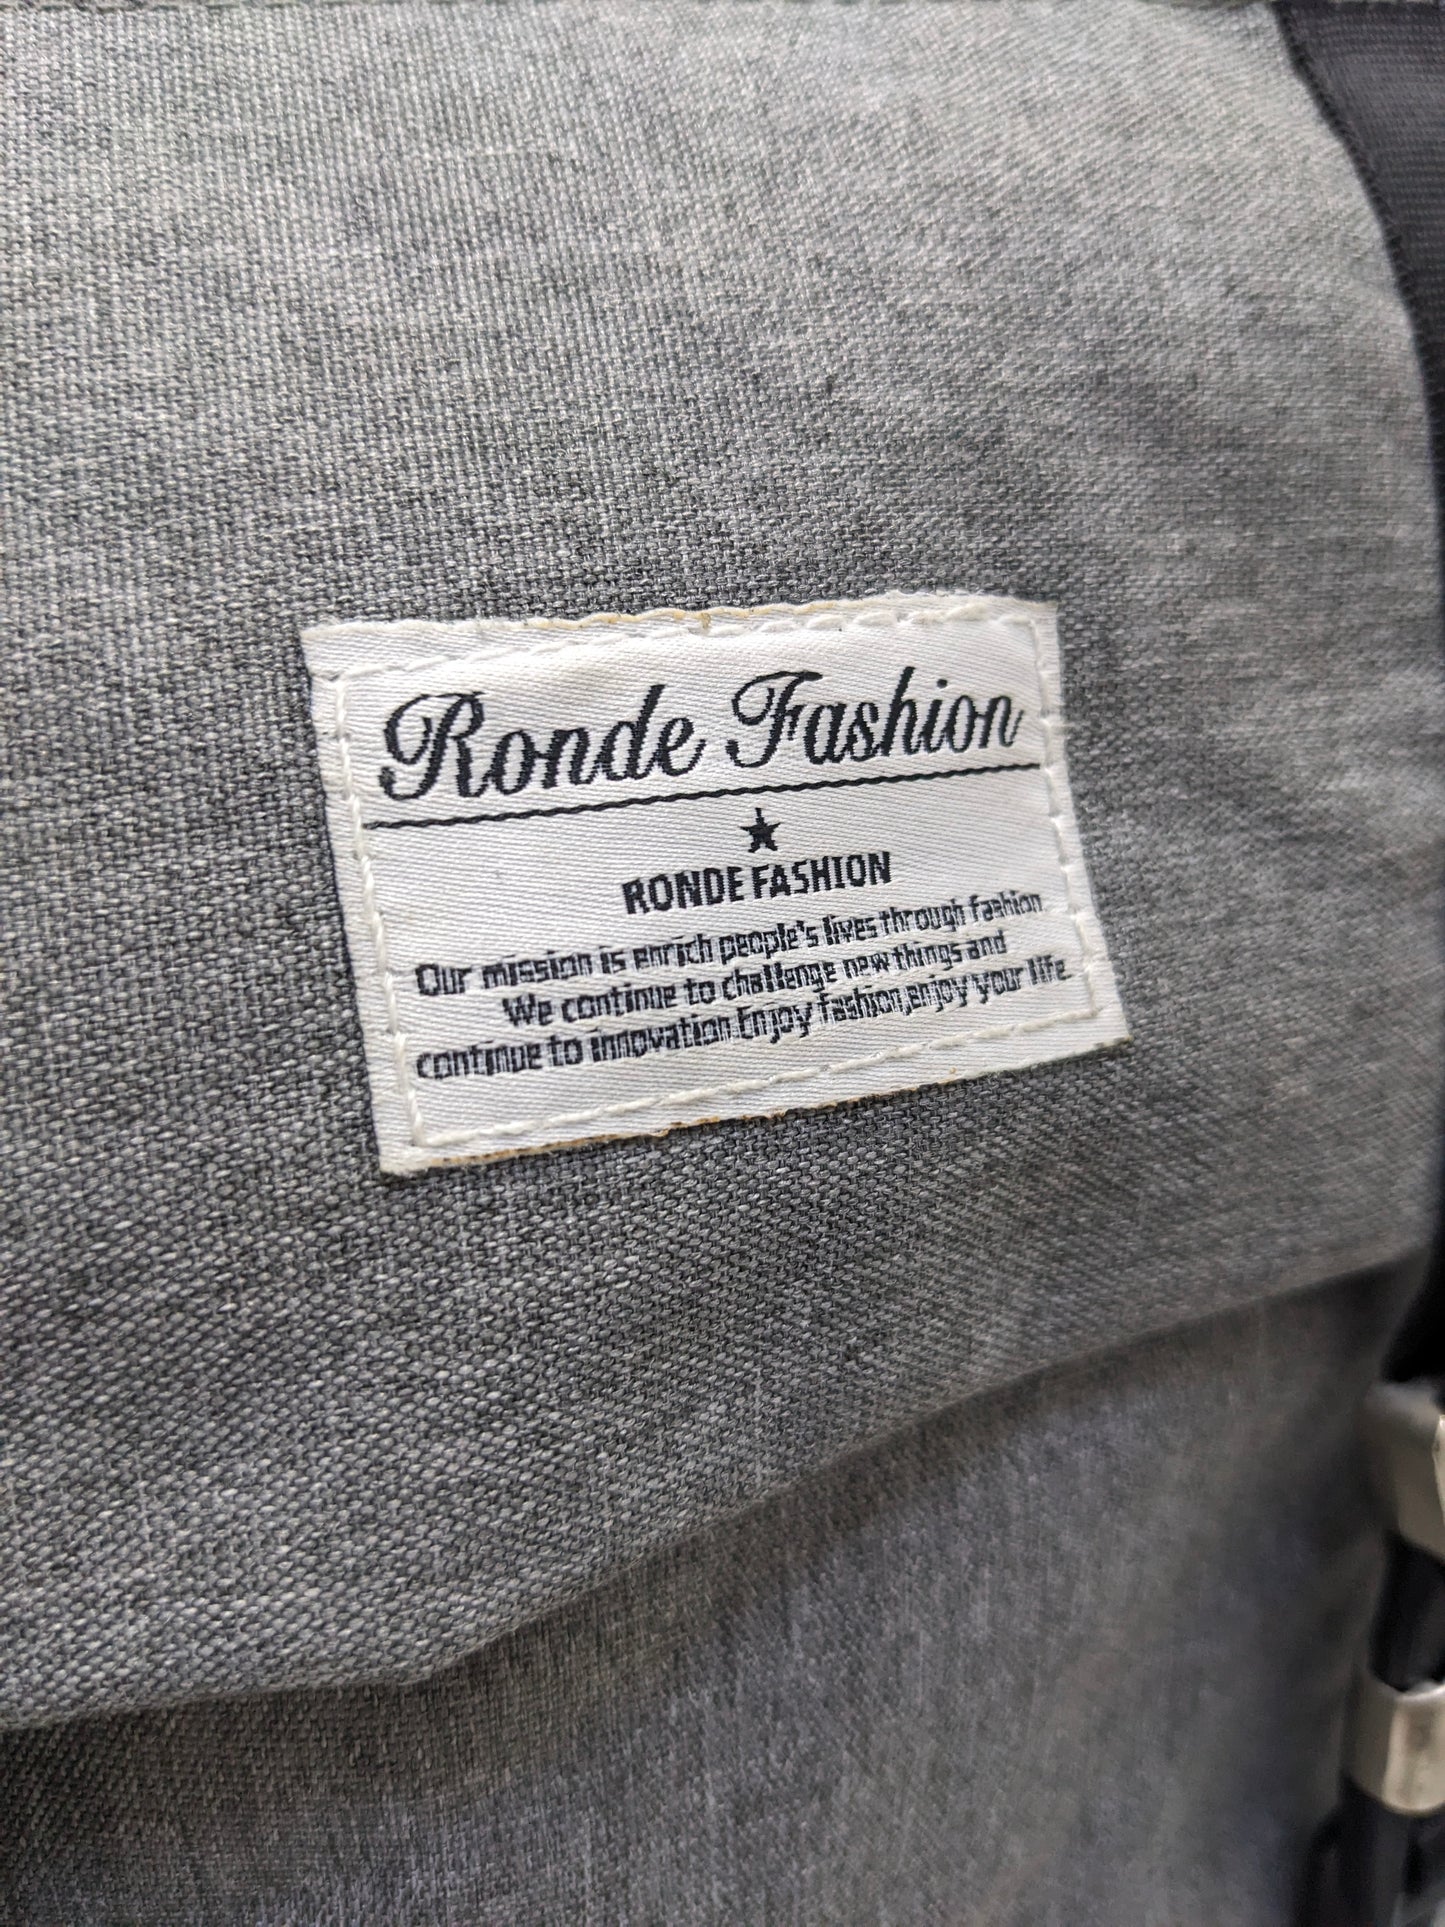 Ronde Fashion
RONDE FASHION
Our mission is enrich people's lives through fashion
We continue to challenge new things and
continue to innovation.Enjoy fashion,enjoy your life